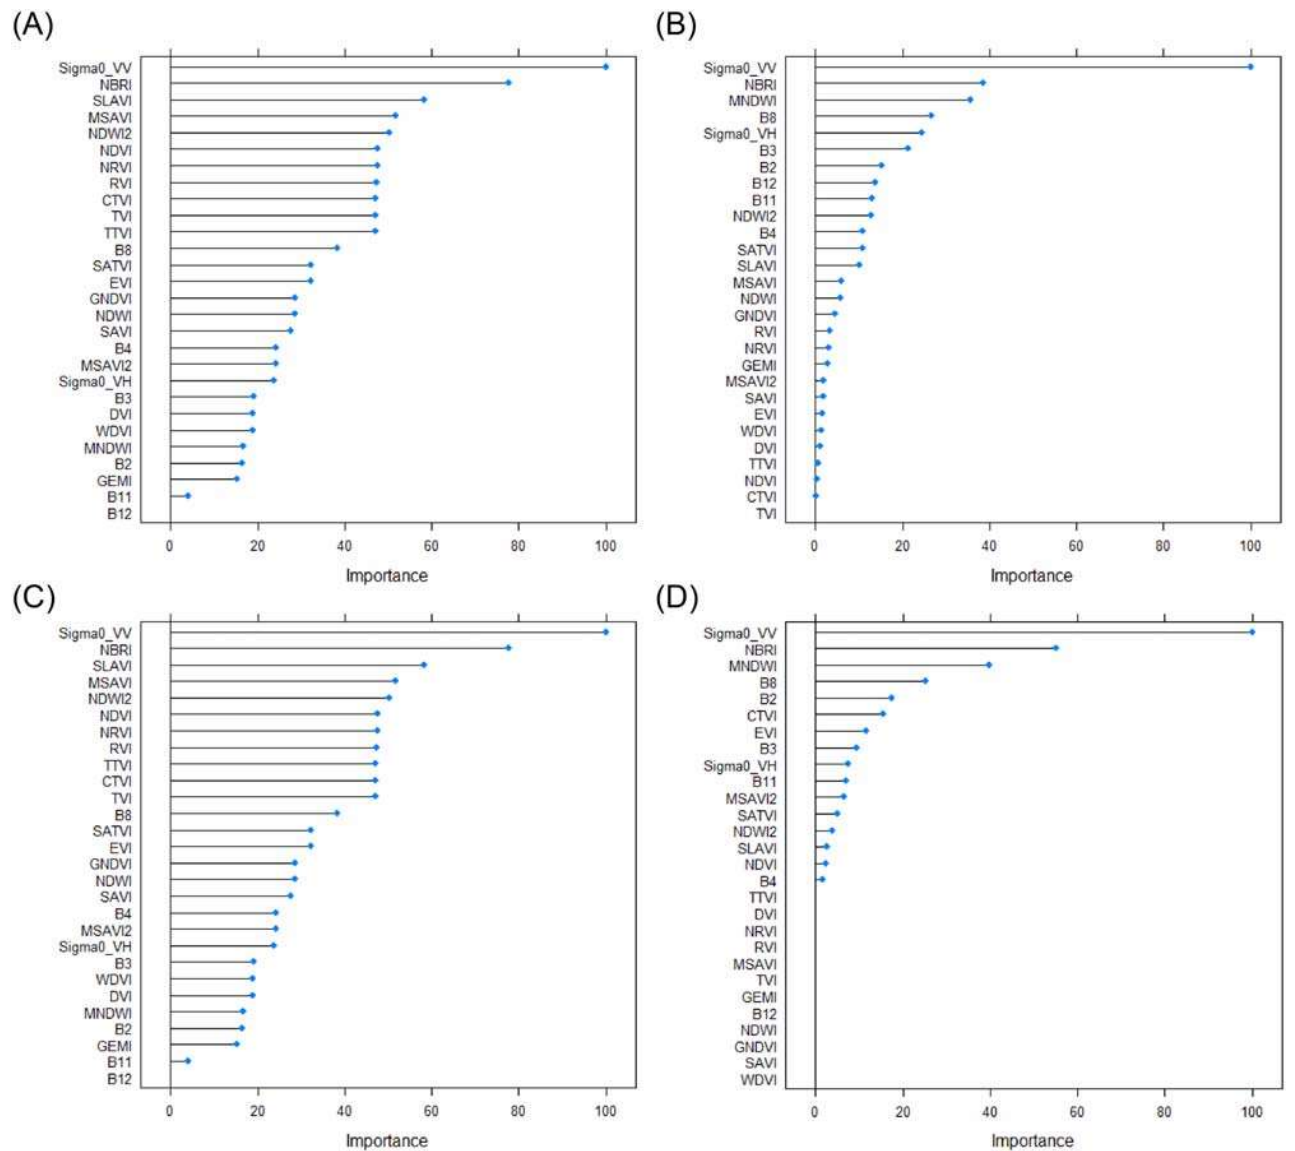 (A)
Sigma0_VV
NBRI
SLAVI
MSAVI
NDWI2
NDVI
NRVI
RVI
CTVI
TVI
TTVI
B8
SATVI
EVI
GNDVI
NDWI
SAVI
B4
MSAVI2
Sigma0_VH
B3
DVI
WDVI
MNDWI
B2
GEMI
B11
B12
0 20 40 60 80 100
Importance
(B)
Sigma0_VV
NBRI
MNDWI
B8
Sigma0_VH
B3
B2
B12
B11
NDWI2
B4
SATVI
SLAVI
MSAVI
NDWI
GNDVI
RVI
NRVI
GEMI
MSAVI2
SAVI
EVI
WDVI
DVI
TTVI
NDVI
CTVI
TVI
0 20 40 60 80 100
Importance
(C)
Sigma0_VV
NBRI
SLAVI
MSAVI
NDWI2
NDVI
NRVI
RVI
TTVI
CTVI
TVI
B8
SATVI
EVI
GNDVI
NDWI
SAVI
B4
MSAVI2
Sigma0_VH
B3
WDVI
DVI
MNDWI
B2
GEMI
B11
B12
0 20 40 60 80 100
Importance
(D)
Sigma0_VV
NBRI
MNDWI
B8
B2
CTVI
EVI
B3
Sigma0_VH
B11
MSAVI2
SATVI
NDWI2
SLAVI
NDVI
B4
TTVI
DVI
NRVI
RVI
MSAVI
TVI
GEMI
B12
NDWI
GNDVI
SAVI
WDVI
0 20 40 60 80 100
Importance